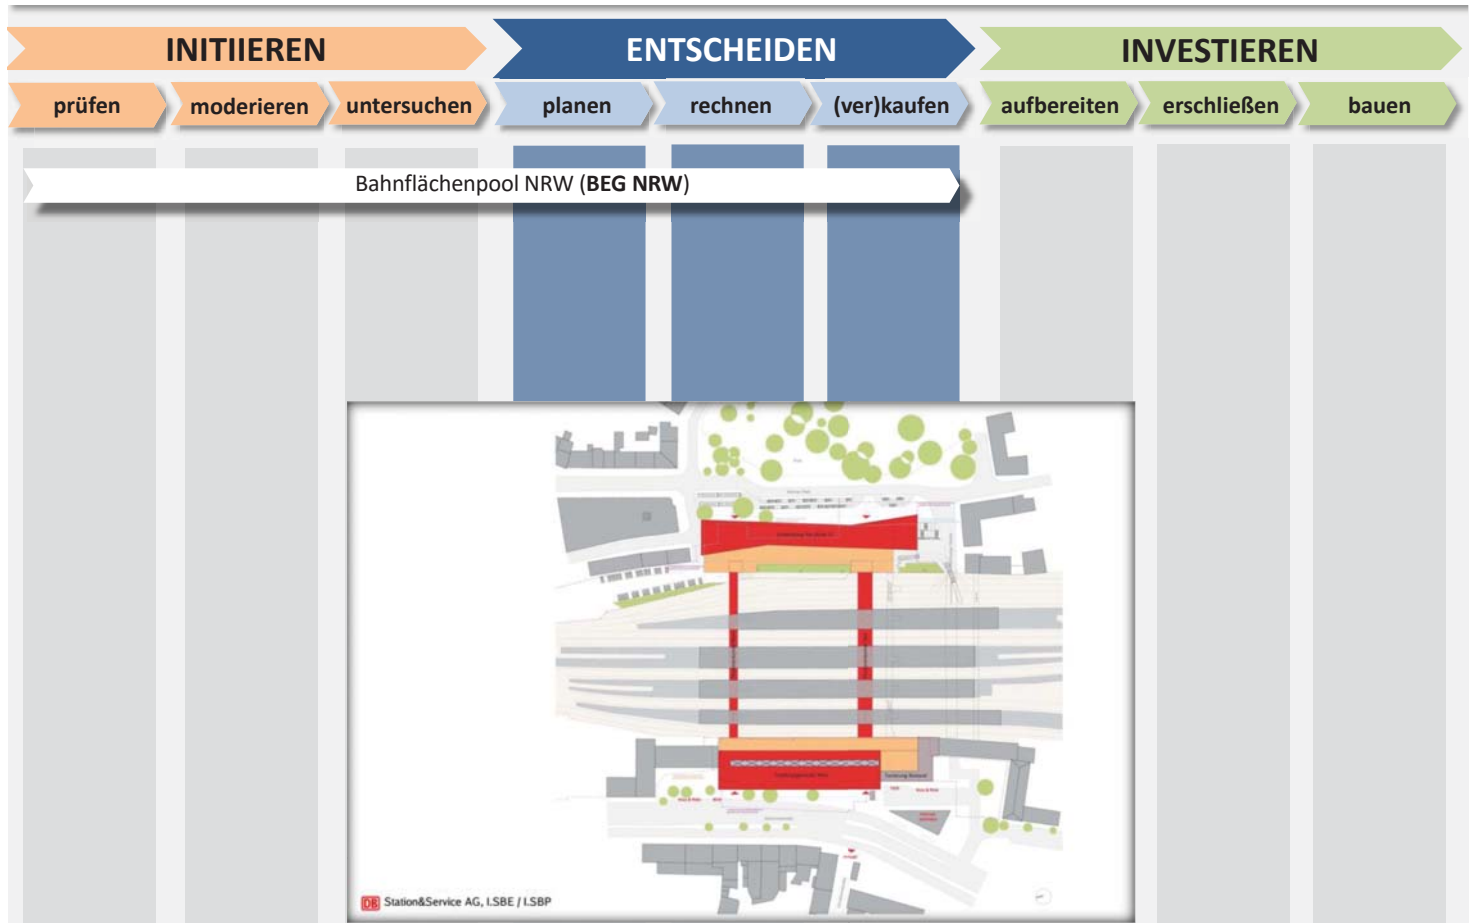 INITIIEREN ENTSCHEIDEN INVESTIEREN
prüfen moderieren untersuchen planen rechnen (ver)kaufen aufbereiten erschließen bauen
Bahnflächenpool NRW (BEG NRW)
DB Station&Service AG, I.SBE / I.SBP